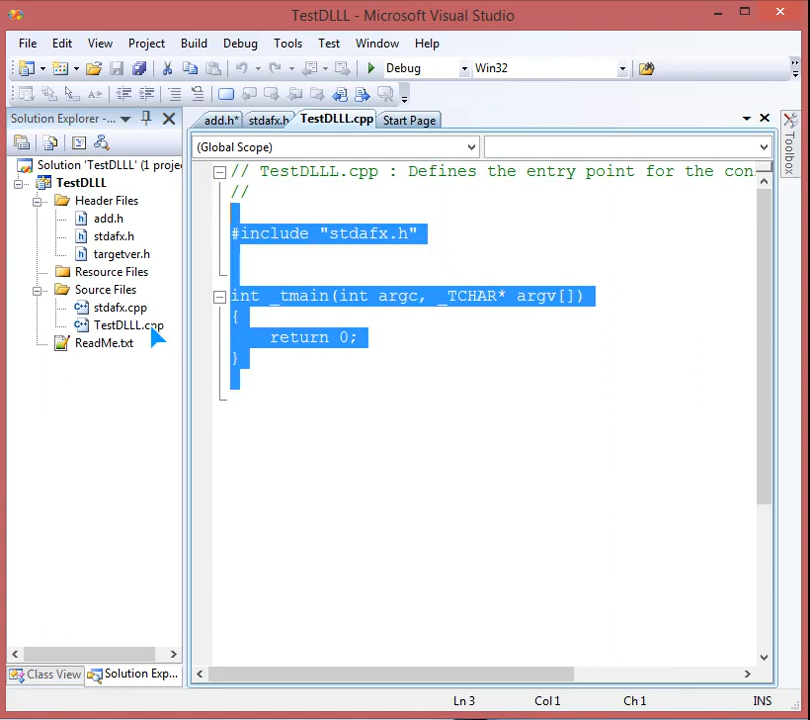 TestDLLL - Microsoft Visual Studio
File Edit View Project Build Debug Tools Test Window Help
Debug Win32
Solution Explorer -...
add.h* stdafx.h TestDLLL.cpp Start Page
(Global Scope)
Toolbox
Solution 'TestDLLL' (1 projec
TestDLLL
Header Files
add.h
stdafx.h
targetver.h
Resource Files
Source Files
stdafx.cpp
TestDLLL.cpp
ReadMe.txt
// TestDLLL.cpp : Defines the entry point for the con
//
#include "stdafx.h"
int _tmain(int argc, _TCHAR* argv[])
{
return 0;
}
Class View Solution Exp...
Ln 3 Col 1 Ch 1 INS